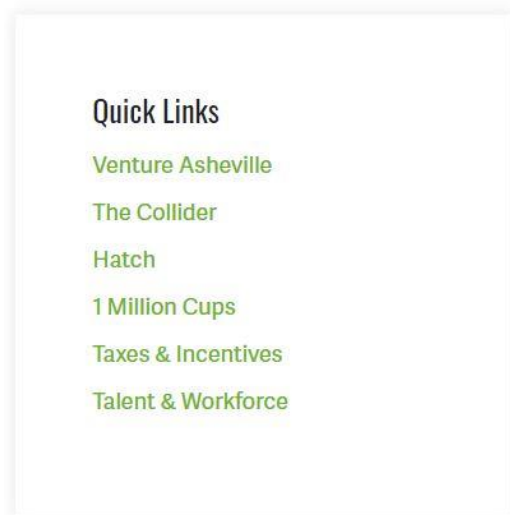 Quick Links
Venture Asheville
The Collider
Hatch
1 Million Cups
Taxes & Incentives
Talent & Workforce